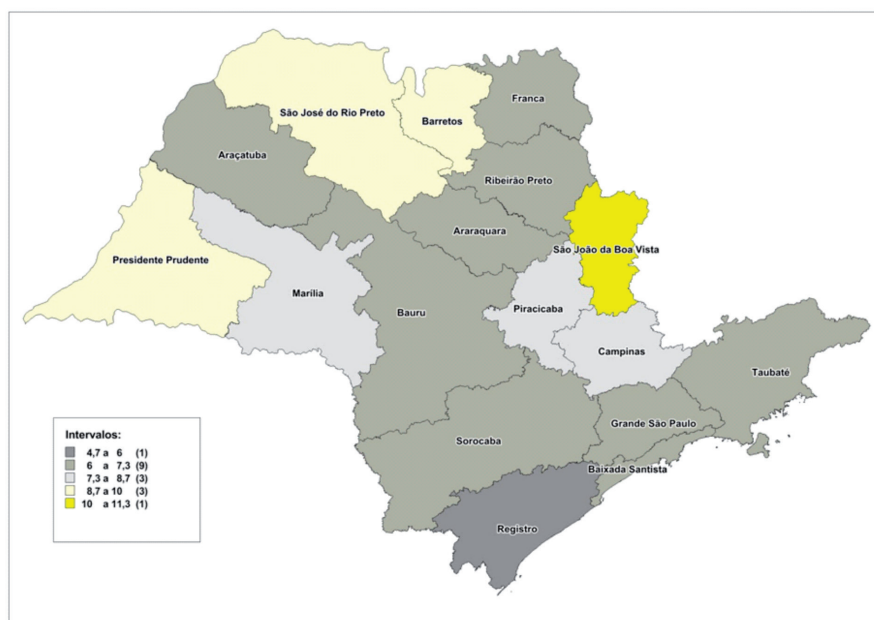 Franca
São José do Rio Preto
Barretos
Araçatuba
Ribeirão Preto
Araraquara
São João da Boa Vista
Presidente Prudente
Marília
Piracicaba
Bauru
Campinas
Taubaté
Grande São Paulo
Sorocaba
Baixada Santista
Registro
Intervalos:
4,7 a 6 (1)
6 a 7,3 (9)
7,3 a 8,7 (3)
8,7 a 10 (3)
10 a 11,3 (1)